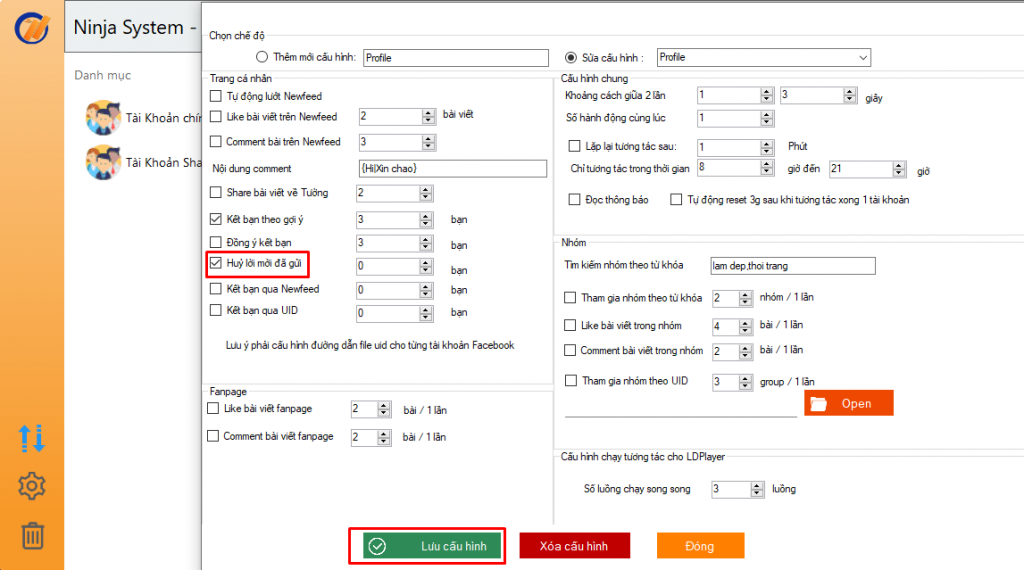 Ninja System -
Danh mục
Tài Khoản chín
Tài Khoản Sha
Chọn chế độ
Thêm mới cấu hình: Profile
Sửa cấu hình : Profile
Trang cá nhân
Tự động lướt Newfeed
Like bài viết trên Newfeed 2 bài viết
Comment bài trên Newfeed 3
Nội dung comment {Hi|Xin chao}
Share bài viết về Tường 2
Kết bạn theo gợi ý 3 bạn
Đồng ý kết bạn 3 bạn
Huỷ lời mời đã gửi 0 bạn
Kết bạn qua Newfeed 0 bạn
Kết bạn qua UID 0 bạn
Lưu ý phải cấu hình đường dẫn file uid cho từng tài khoản Facebook
Fanpage
Like bài viết fanpage 2 bài / 1 lần
Comment bài viết fanpage 2 bài / 1 lần
Cấu hình chung
Khoảng cách giữa 2 lần 1 3 giây
Số hành động cùng lúc 1
Lặp lại tương tác sau: 1 Phút
Chỉ tương tác trong thời gian 8 giờ đến 21 giờ
Đọc thông báo Tự động reset 3g sau khi tương tác xong 1 tài khoản
Nhóm
Tìm kiếm nhóm theo từ khóa lam dep,thoi trang
Tham gia nhóm theo từ khóa 2 nhóm / 1 lần
Like bài viết trong nhóm 4 bài / 1 lần
Comment bài viết trong nhóm 2 bài / 1 lần
Tham gia nhóm theo UID 3 group / 1 lần
Open
Cấu hình chạy tương tác cho LDPlayer
Số luồng chạy song song 3 luồng
Lưu cấu hình
Xóa cấu hình
Đóng